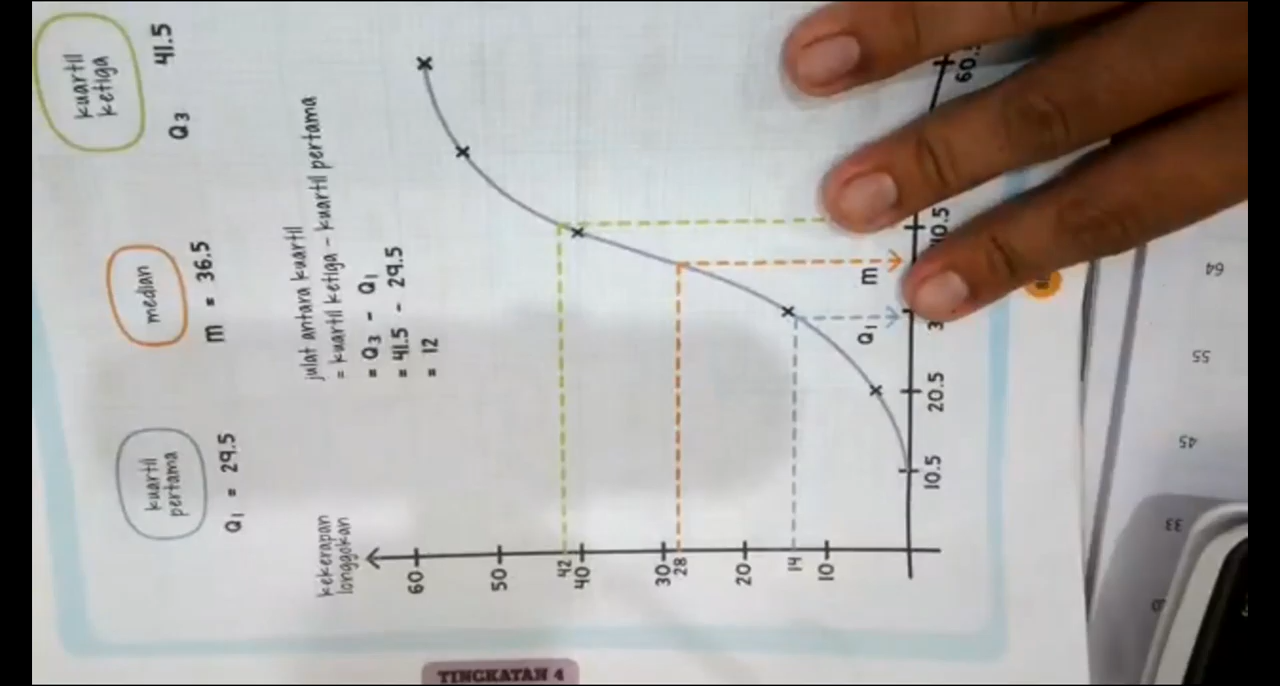 kuartil
pertama
Q1 = 29.5
median
m = 36.5
kuartil
ketiga
Q3 41.5
julat antara kuartil
= kuartil ketiga - kuartil pertama
= Q3 - Q1
= 41.5 - 29.5
= 12
kekerapan
longgokan
60
50
42
40
30
28
20
14
10
Q1
m
10.5
20.5
TINGKATAN 4
64
55
45
33